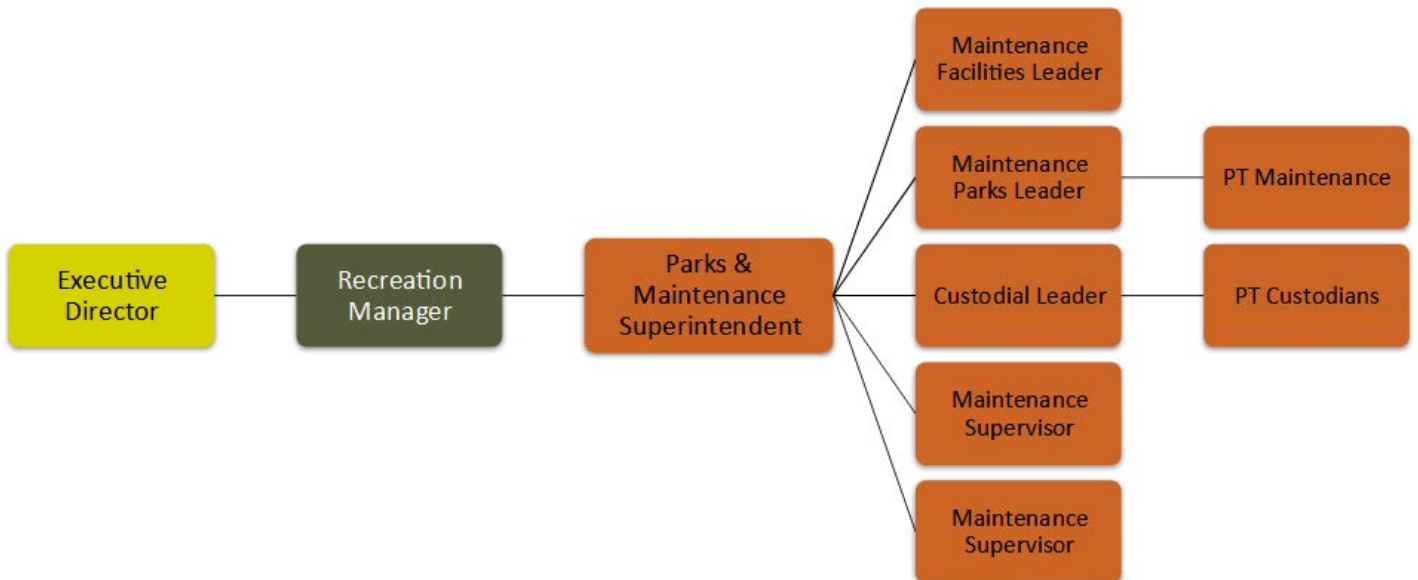 Executive
Director
Recreation
Manager
Parks &
Maintenance
Superintendent
Maintenance
Facilities Leader
Maintenance
Parks Leader
PT Maintenance
Custodial Leader
PT Custodians
Maintenance
Supervisor
Maintenance
Supervisor